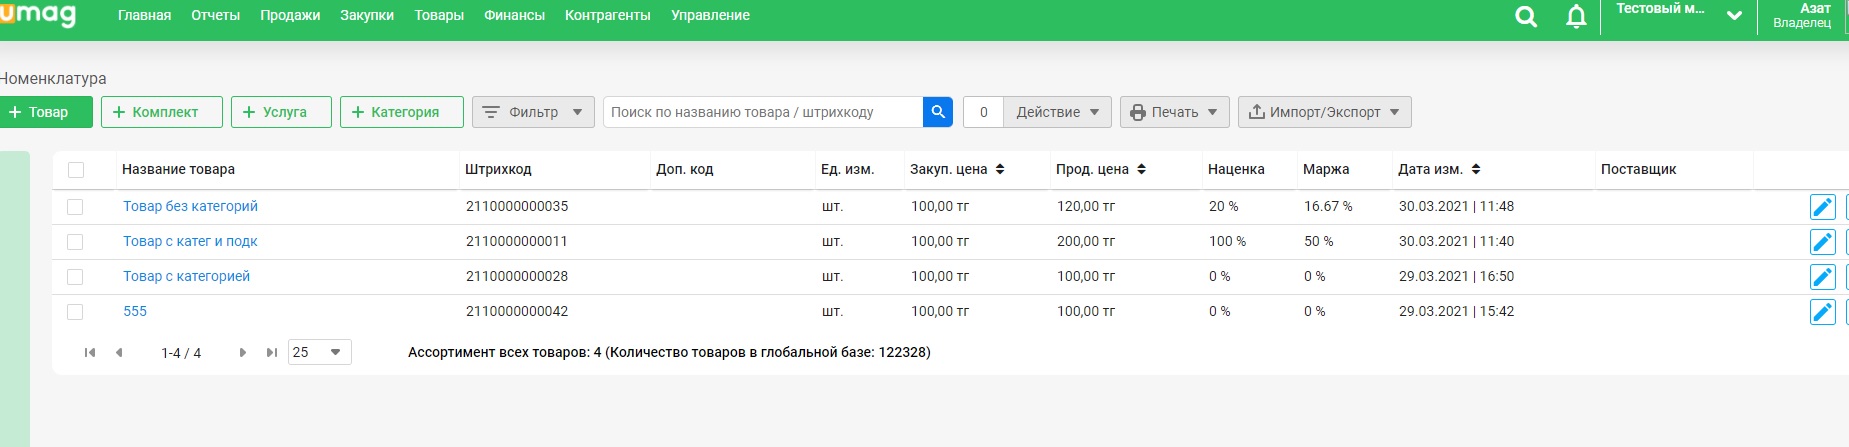 umag Главная Отчеты Продажи Закупки Товары Финансы Контрагенты Управление Тестовый м... Азат
Владелец
Номенклатура
+ Товар + Комплект + Услуга + Категория Фильтр Поиск по названию товара / штрихкоду 0 Действие Печать Импорт/Экспорт
Название товара Штрихкод Доп. код Ед. изм. Закуп. цена Прод. цена Наценка Маржа Дата изм. Поставщик
Товар без категорий 2110000000035 шт. 100,00 тг 120,00 тг 20 % 16.67 % 30.03.2021 | 11:48
Товар с катег и подк 2110000000011 шт. 100,00 тг 200,00 тг 100 % 50 % 30.03.2021 | 11:40
Товар с категорией 2110000000028 шт. 100,00 тг 100,00 тг 0 % 0 % 29.03.2021 | 16:50
555 2110000000042 шт. 100,00 тг 100,00 тг 0 % 0 % 29.03.2021 | 15:42
1-4 / 4 25 Ассортимент всех товаров: 4 (Количество товаров в глобальной базе: 122328)